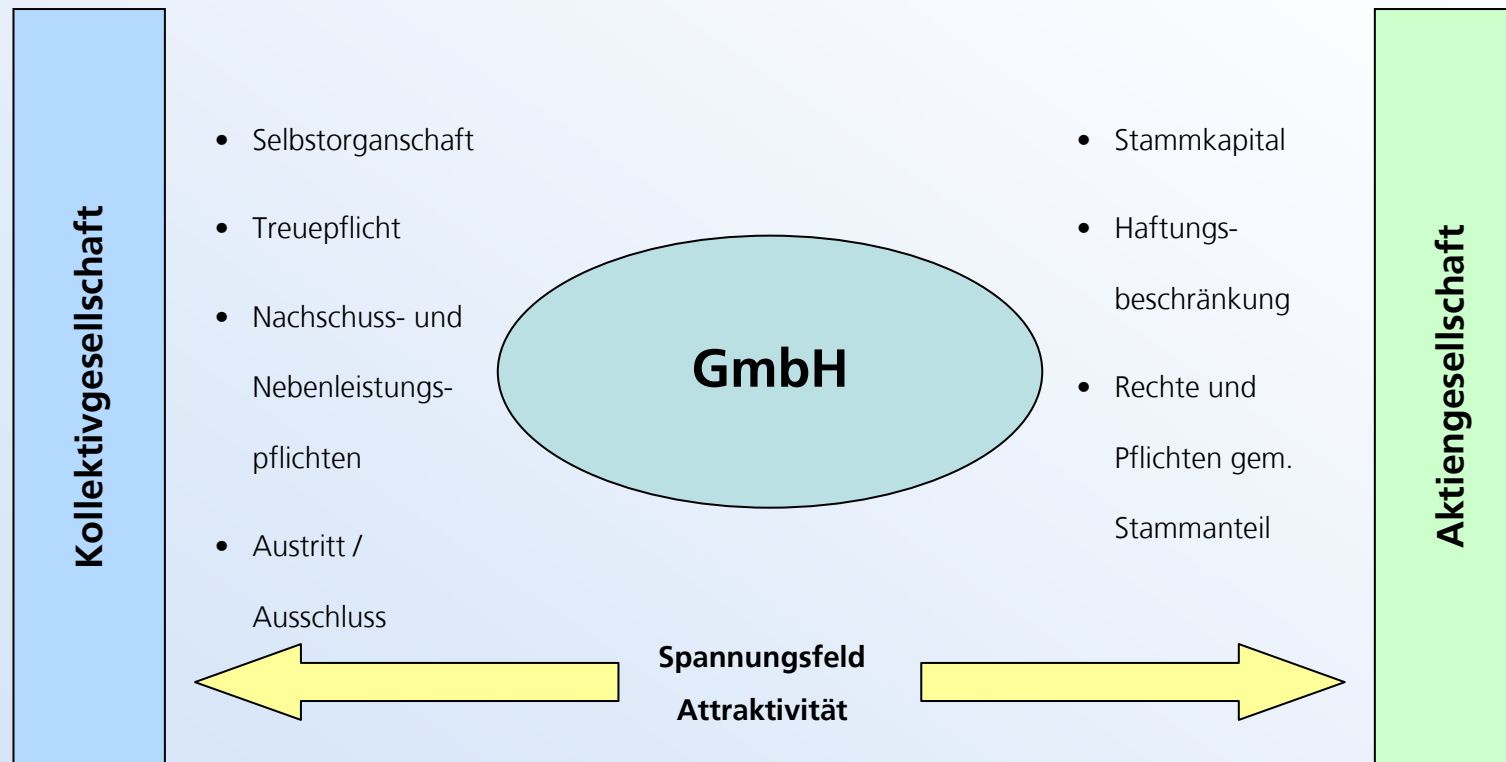 Kollektivgesellschaft
• Selbstorganschaft
• Treuepflicht
• Nachschuss- und
Nebenleistungs-
pflichten
• Austritt /
Ausschluss
GmbH
• Stammkapital
• Haftungs-
beschränkung
• Rechte und
Pflichten gem.
Stammanteil
Aktiengesellschaft
Spannungsfeld
Attraktivität